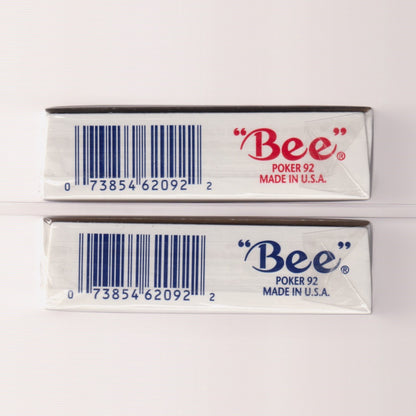 "Bee"®
POKER 92
MADE IN U.S.A.
0 73854 62092 2
"Bee"®
POKER 92
MADE IN U.S.A.
0 73854 62092 2